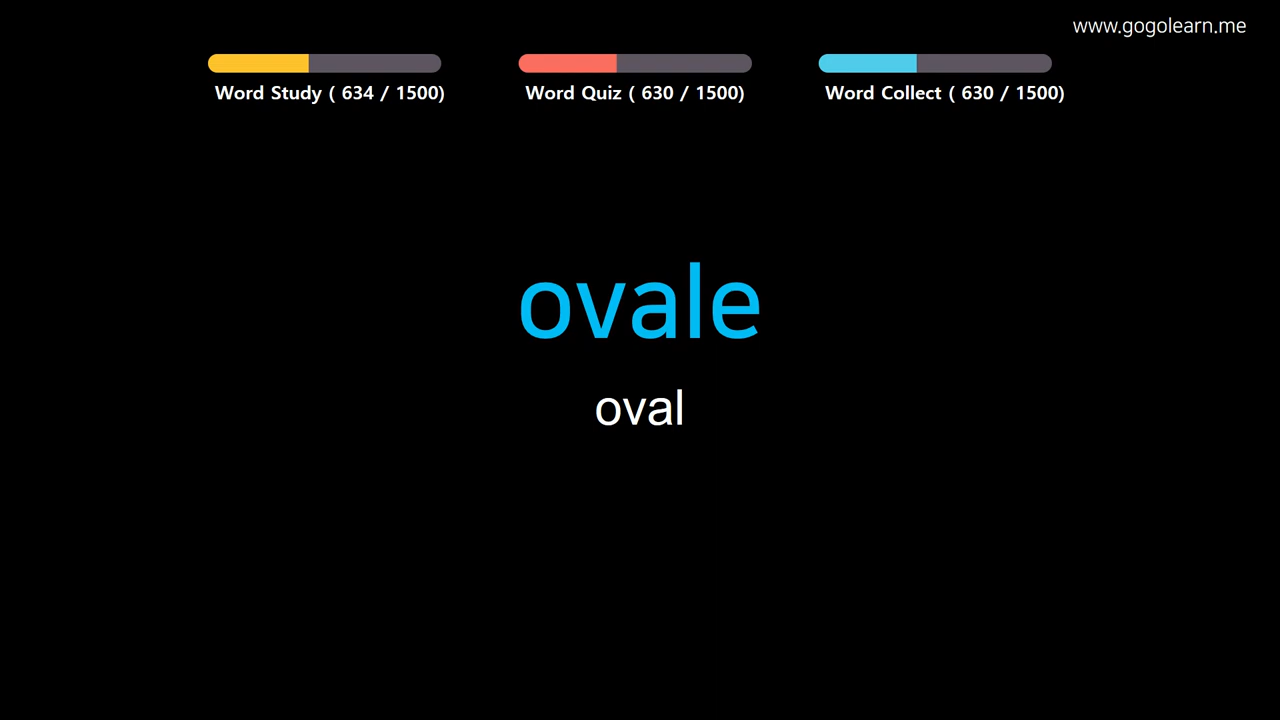 www.gogolearn.me
Word Study ( 634 / 1500)
Word Quiz ( 630 / 1500)
Word Collect ( 630 / 1500)
ovale
oval